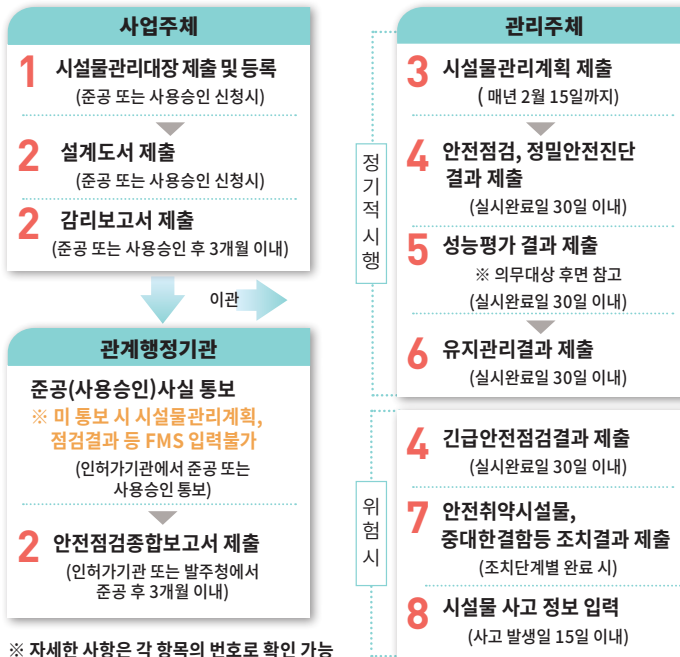 사업주체
1 시설물관리대장 제출 및 등록
(준공 또는 사용승인 신청시)
2 설계도서 제출
(준공 또는 사용승인 신청시)
2 감리보고서 제출
(준공 또는 사용승인 후 3개월 이내)
이관
관계행정기관
준공(사용승인)사실 통보
※ 미 통보 시 시설물관리계획,
점검결과 등 FMS 입력불가
(인허가기관에서 준공 또는
사용승인 통보)
2 안전점검종합보고서 제출
(인허가기관 또는 발주청에서
준공 후 3개월 이내)
※ 자세한 사항은 각 항목의 번호로 확인 가능
관리주체
정기적시행
3 시설물관리계획 제출
( 매년 2월 15일까지)
4 안전점검, 정밀안전진단
결과 제출
(실시완료일 30일 이내)
5 성능평가 결과 제출
※ 의무대상 후면 참고
(실시완료일 30일 이내)
6 유지관리결과 제출
(실시완료일 30일 이내)
위험시
4 긴급안전점검결과 제출
(실시완료일 30일 이내)
7 안전취약시설물,
중대한결함등 조치결과 제출
(조치단계별 완료 시)
8 시설물 사고 정보 입력
(사고 발생일 15일 이내)